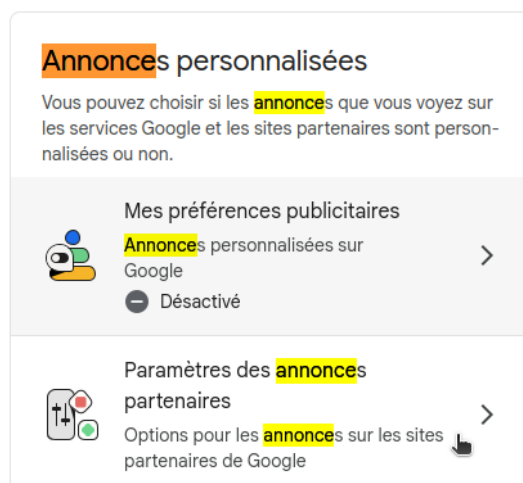 Annonces personnalisées
Vous pouvez choisir si les annonces que vous voyez sur
les services Google et les sites partenaires sont person-
nalisées ou non.
Mes préférences publicitaires
Annonces personnalisées sur
Google
Désactivé
Paramètres des annonces
partenaires
Options pour les annonces sur les sites
partenaires de Google